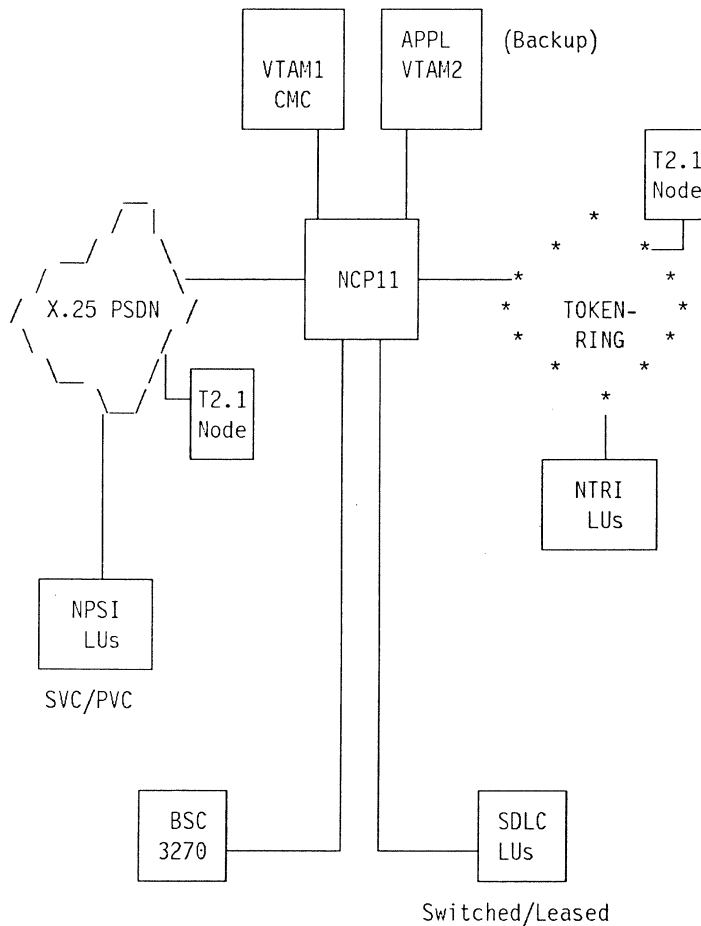 VTAM1
CMC
APPL
VTAM2
(Backup)
T2.1
Node
NCP11
X.25 PSDN
TOKEN-
RING
T2.1
Node
NTRI
LUs
NPSI
LUs
SVC/PVC
BSC
3270
SDLC
LUs
Switched/Leased